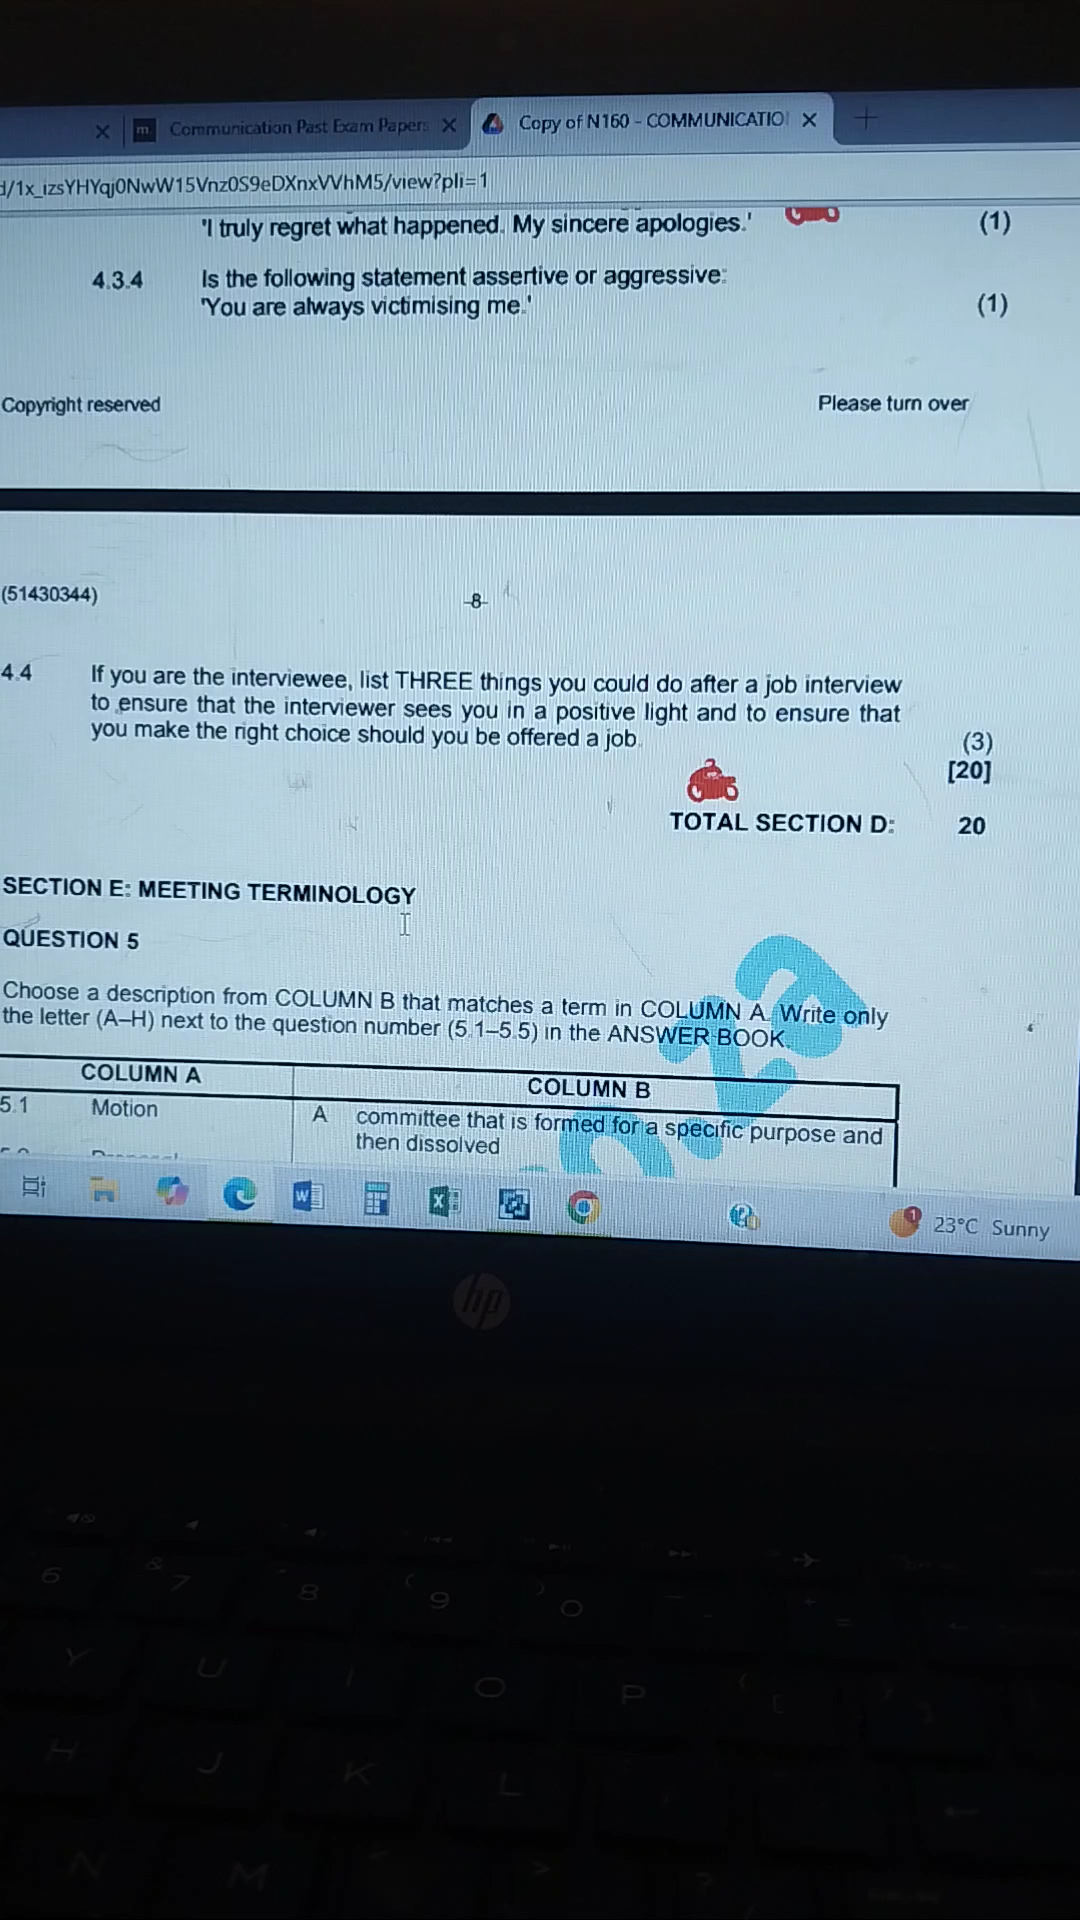 Communication Past Exam Papers
Copy of N160 - COMMUNICATIO
d/1x_izsYHYqj0NwW15Vnz0S9eDXnxVVhM5/view?pli=1
'I truly regret what happened. My sincere apologies.' (1)
4.3.4 Is the following statement assertive or aggressive:
'You are always victimising me.' (1)
Copyright reserved Please turn over
(51430344) -8-
4.4 If you are the interviewee, list THREE things you could do after a job interview
to ensure that the interviewer sees you in a positive light and to ensure that
you make the right choice should you be offered a job. (3)
[20]
TOTAL SECTION D: 20
SECTION E: MEETING TERMINOLOGY
QUESTION 5
Choose a description from COLUMN B that matches a term in COLUMN A. Write only
the letter (A–H) next to the question number (5.1–5.5) in the ANSWER BOOK.
COLUMN A COLUMN B
5.1 Motion A committee that is formed for a specific purpose and
then dissolved
23°C Sunny
hp
6 7 8 9 0
Y U I O P
H J K L
N M